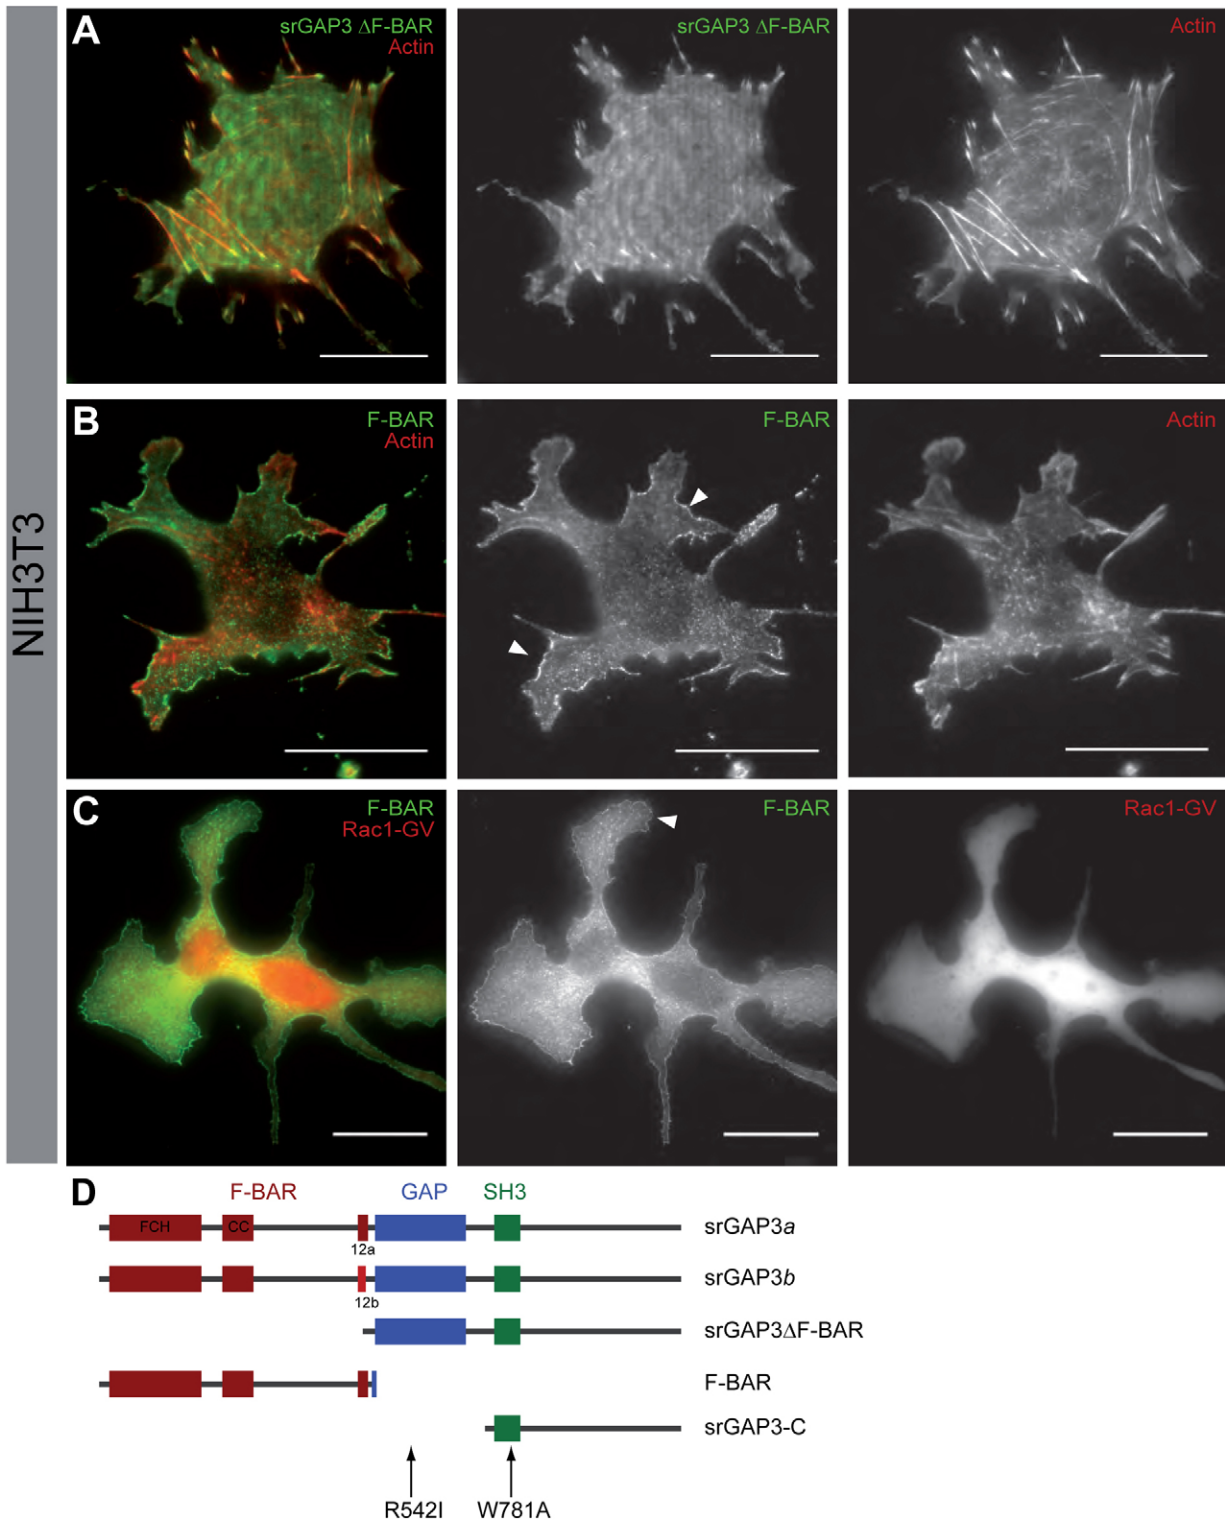 NIH3T3
A
srGAP3 ΔF-BAR
Actin
srGAP3 ΔF-BAR
Actin
B
F-BAR
Actin
F-BAR
Actin
C
F-BAR
Rac1-GV
F-BAR
Rac1-GV
D
F-BAR GAP SH3
FCH CC srGAP3a
12a
srGAP3b
12b
srGAP3ΔF-BAR
F-BAR
srGAP3-C
R542I W781A